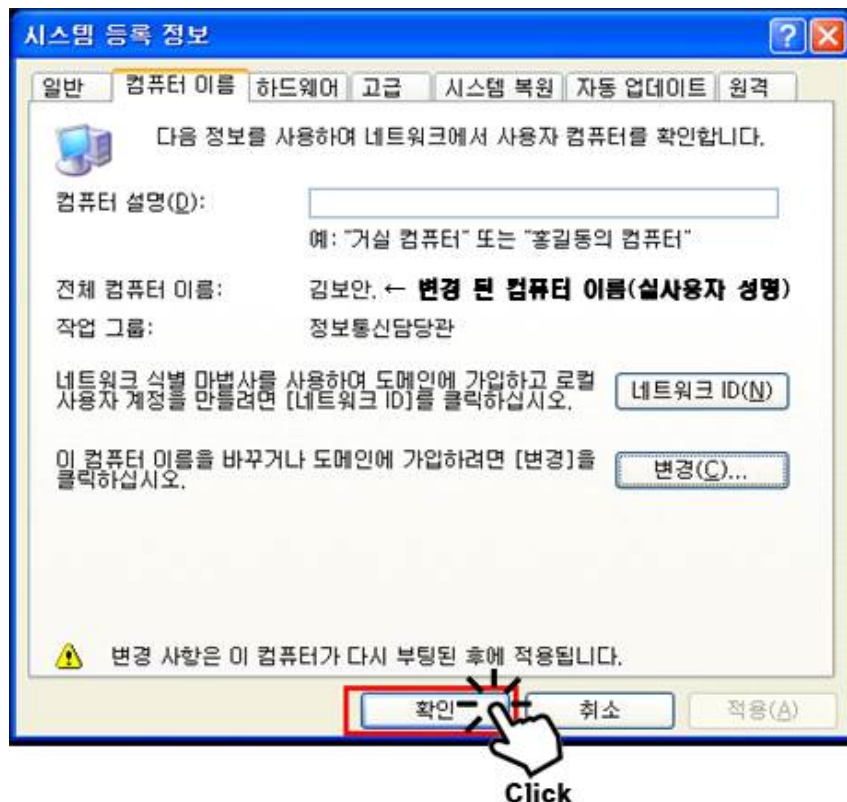 시스템 등록 정보
일반 컴퓨터 이름 하드웨어 고급 시스템 복원 자동 업데이트 원격
다음 정보를 사용하여 네트워크에서 사용자 컴퓨터를 확인합니다.
컴퓨터 설명(D):
예: "거실 컴퓨터" 또는 "홍길동의 컴퓨터"
전체 컴퓨터 이름: 김보안. ← 변경 된 컴퓨터 이름(실사용자 성명)
작업 그룹: 정보통신담당관
네트워크 식별 마법사를 사용하여 도메인에 가입하고 로컬
사용자 계정을 만들려면 [네트워크 ID]를 클릭하십시오.
네트워크 ID(N)
이 컴퓨터 이름을 바꾸거나 도메인에 가입하려면 [변경]을
클릭하십시오.
변경(C)...
변경 사항은 이 컴퓨터가 다시 부팅된 후에 적용됩니다.
확인 취소 적용(A)
Click